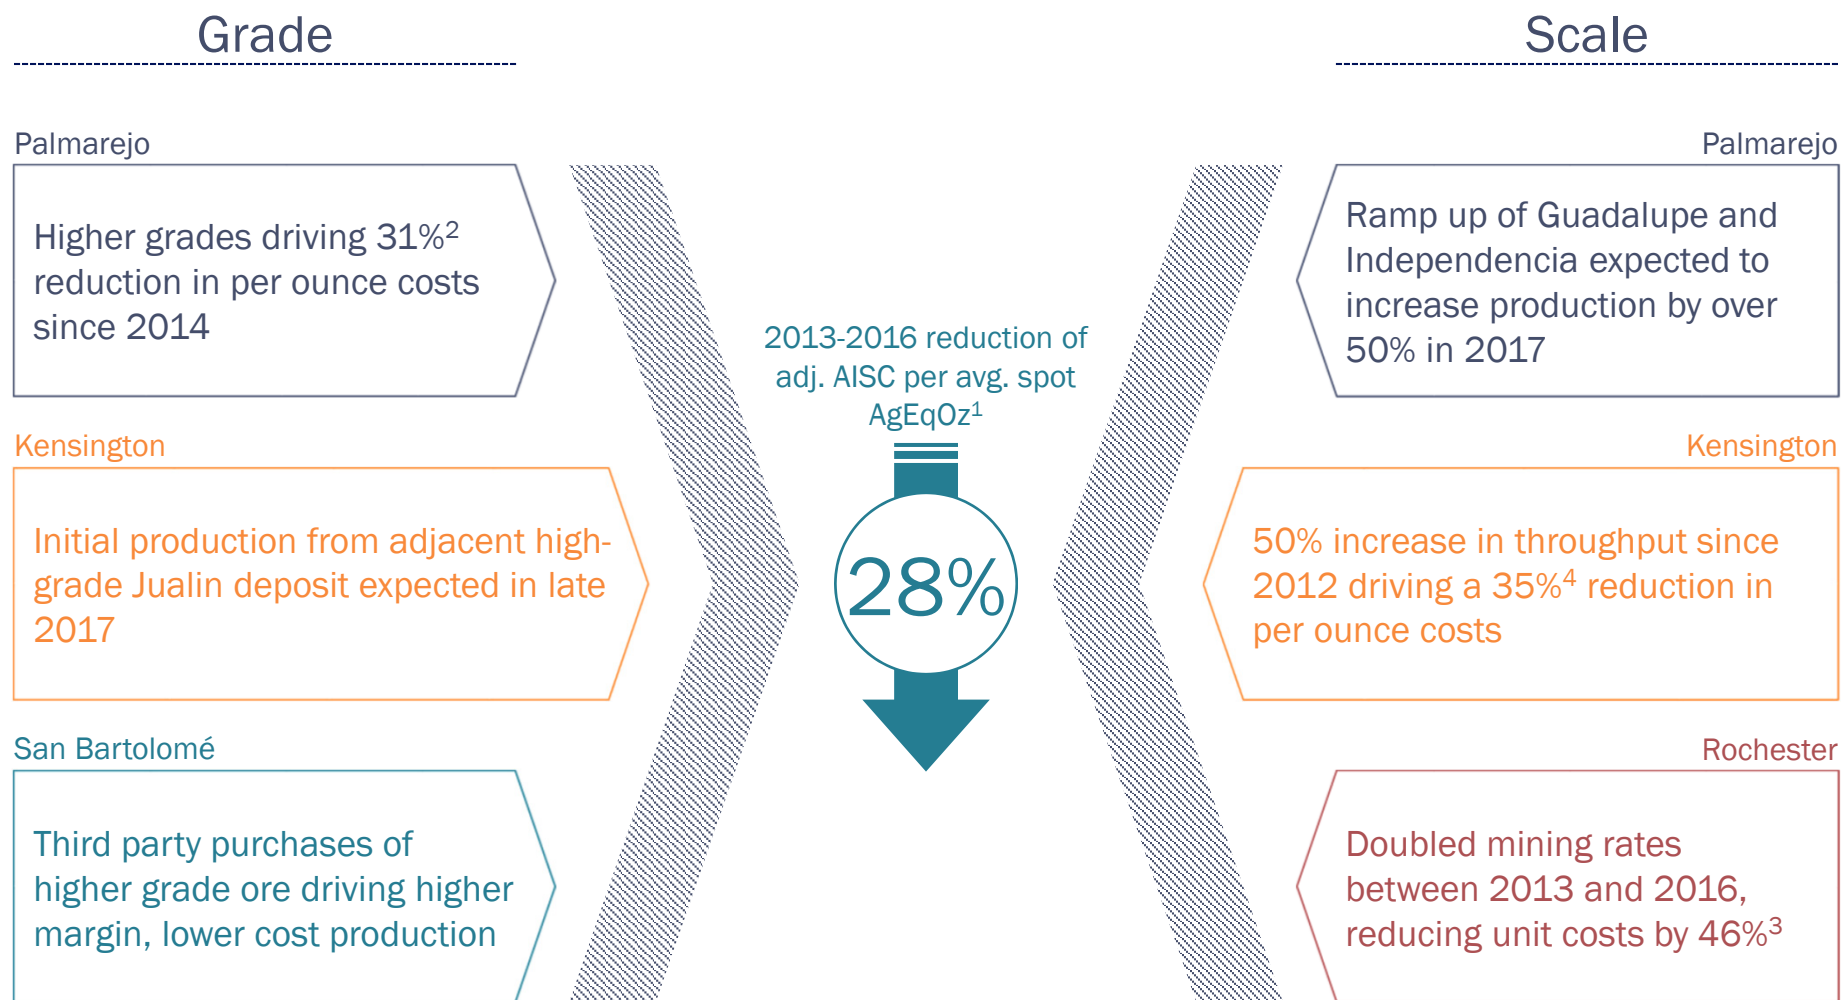 Grade
Palmarejo
Higher grades driving 31%²
reduction in per ounce costs
since 2014
Kensington
Initial production from adjacent high-
grade Jualin deposit expected in late
2017
San Bartolomé
Third party purchases of
higher grade ore driving higher
margin, lower cost production
2013-2016 reduction of
adj. AISC per avg. spot
AgEqOz¹
28%
Scale
Palmarejo
Ramp up of Guadalupe and
Independencia expected to
increase production by over
50% in 2017
Kensington
50% increase in throughput since
2012 driving a 35%⁴ reduction in
per ounce costs
Rochester
Doubled mining rates
between 2013 and 2016,
reducing unit costs by 46%³